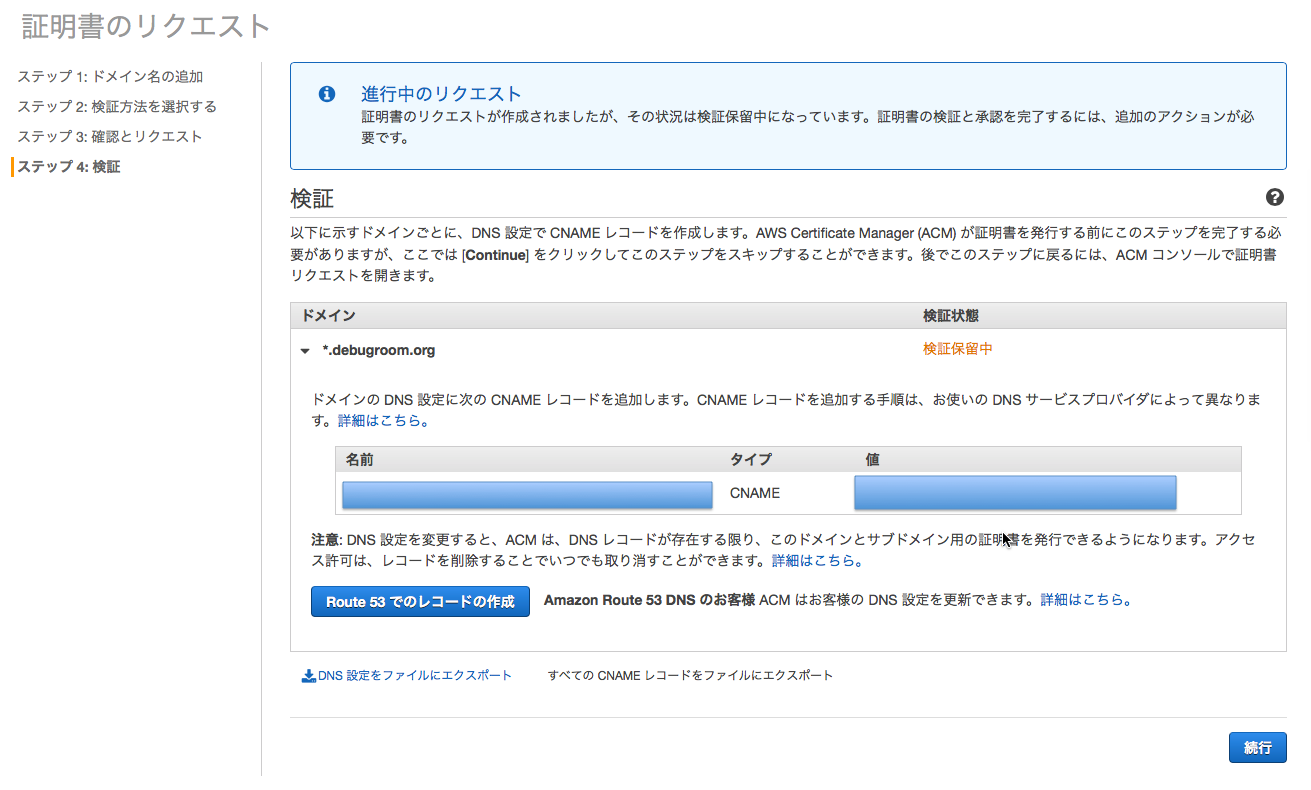 証明書のリクエスト
ステップ 1: ドメイン名の追加
ステップ 2: 検証方法を選択する
ステップ 3: 確認とリクエスト
ステップ 4: 検証
進行中のリクエスト
証明書のリクエストが作成されましたが、その状況は検証保留中になっています。証明書の検証と承認を完了するには、追加のアクションが必
要です。
検証
以下に示すドメインごとに、DNS 設定で CNAME レコードを作成します。AWS Certificate Manager (ACM) が証明書を発行する前にこのステップを完了する必
要がありますが、ここでは [Continue] をクリックしてこのステップをスキップすることができます。後でこのステップに戻るには、ACM コンソールで証明書
リクエストを開きます。
ドメイン 検証状態
*.debugroom.org 検証保留中
ドメインの DNS 設定に次の CNAME レコードを追加します。CNAME レコードを追加する手順は、お使いの DNS サービスプロバイダによって異なりま
す。詳細はこちら。
名前 タイプ 値
CNAME
注意: DNS 設定を変更すると、ACM は、DNS レコードが存在する限り、このドメインとサブドメイン用の証明書を発行できるようになります。アクセ
ス許可は、レコードを削除することでいつでも取り消すことができます。詳細はこちら。
Route 53 でのレコードの作成 Amazon Route 53 DNS のお客様 ACM はお客様の DNS 設定を更新できます。詳細はこちら。
DNS 設定をファイルにエクスポート すべての CNAME レコードをファイルにエクスポート
続行